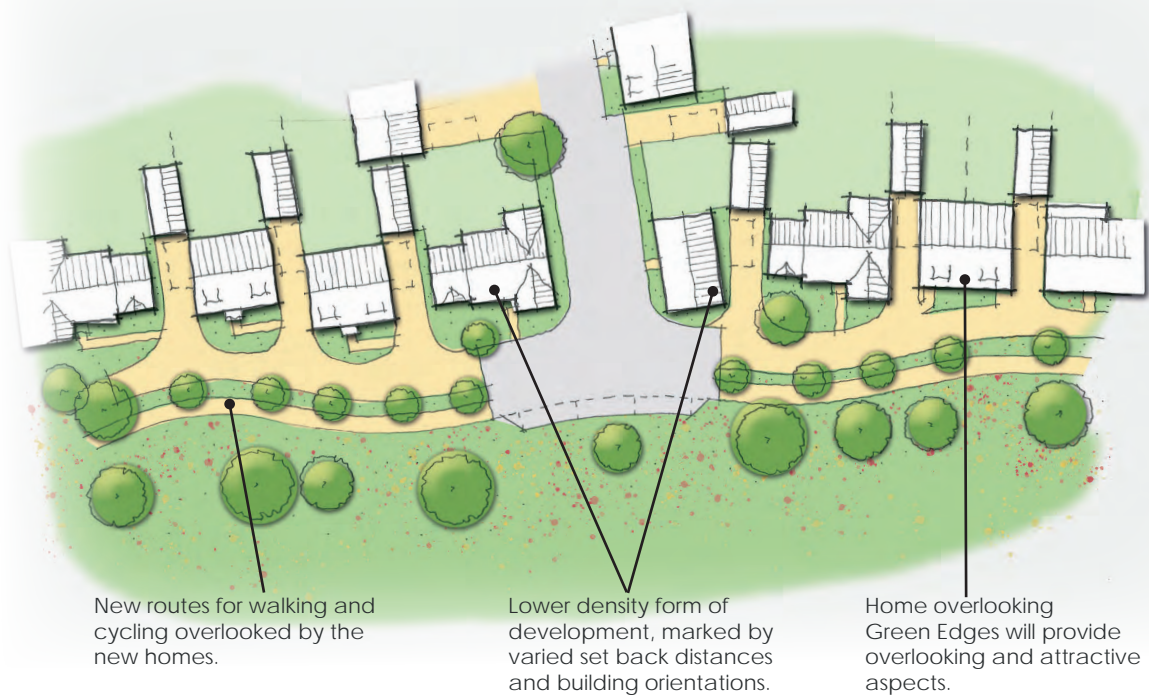 New routes for walking and
cycling overlooked by the
new homes.
Lower density form of
development, marked by
varied set back distances
and building orientations.
Home overlooking
Green Edges will provide
overlooking and attractive
aspects.